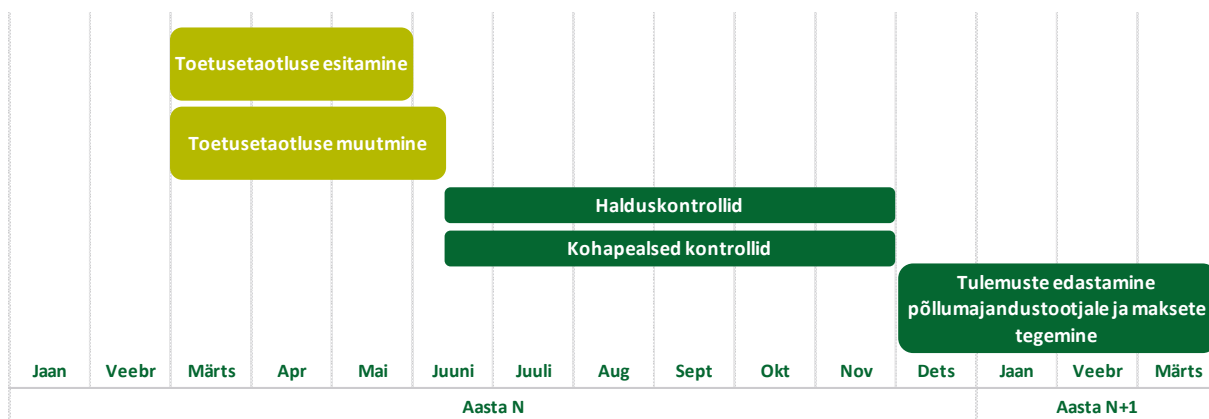 Toetusetaotluse esitamine
Toetusetaotluse muutmine
Halduskontrollid
Kohapealsed kontrollid
Tulemuste edastamine
põllumajandustootjale ja maksete
tegemine
Jaan Veebr Märts Apr Mai Juuni Juuli Aug Sept Okt Nov Dets Jaan Veebr Märts
Aasta N Aasta N+1